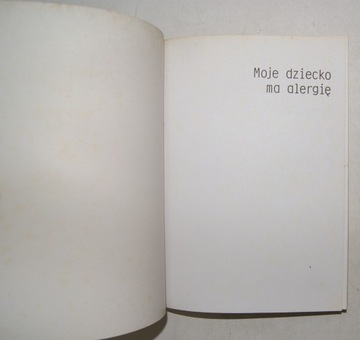 Moje dziecko
ma alergię